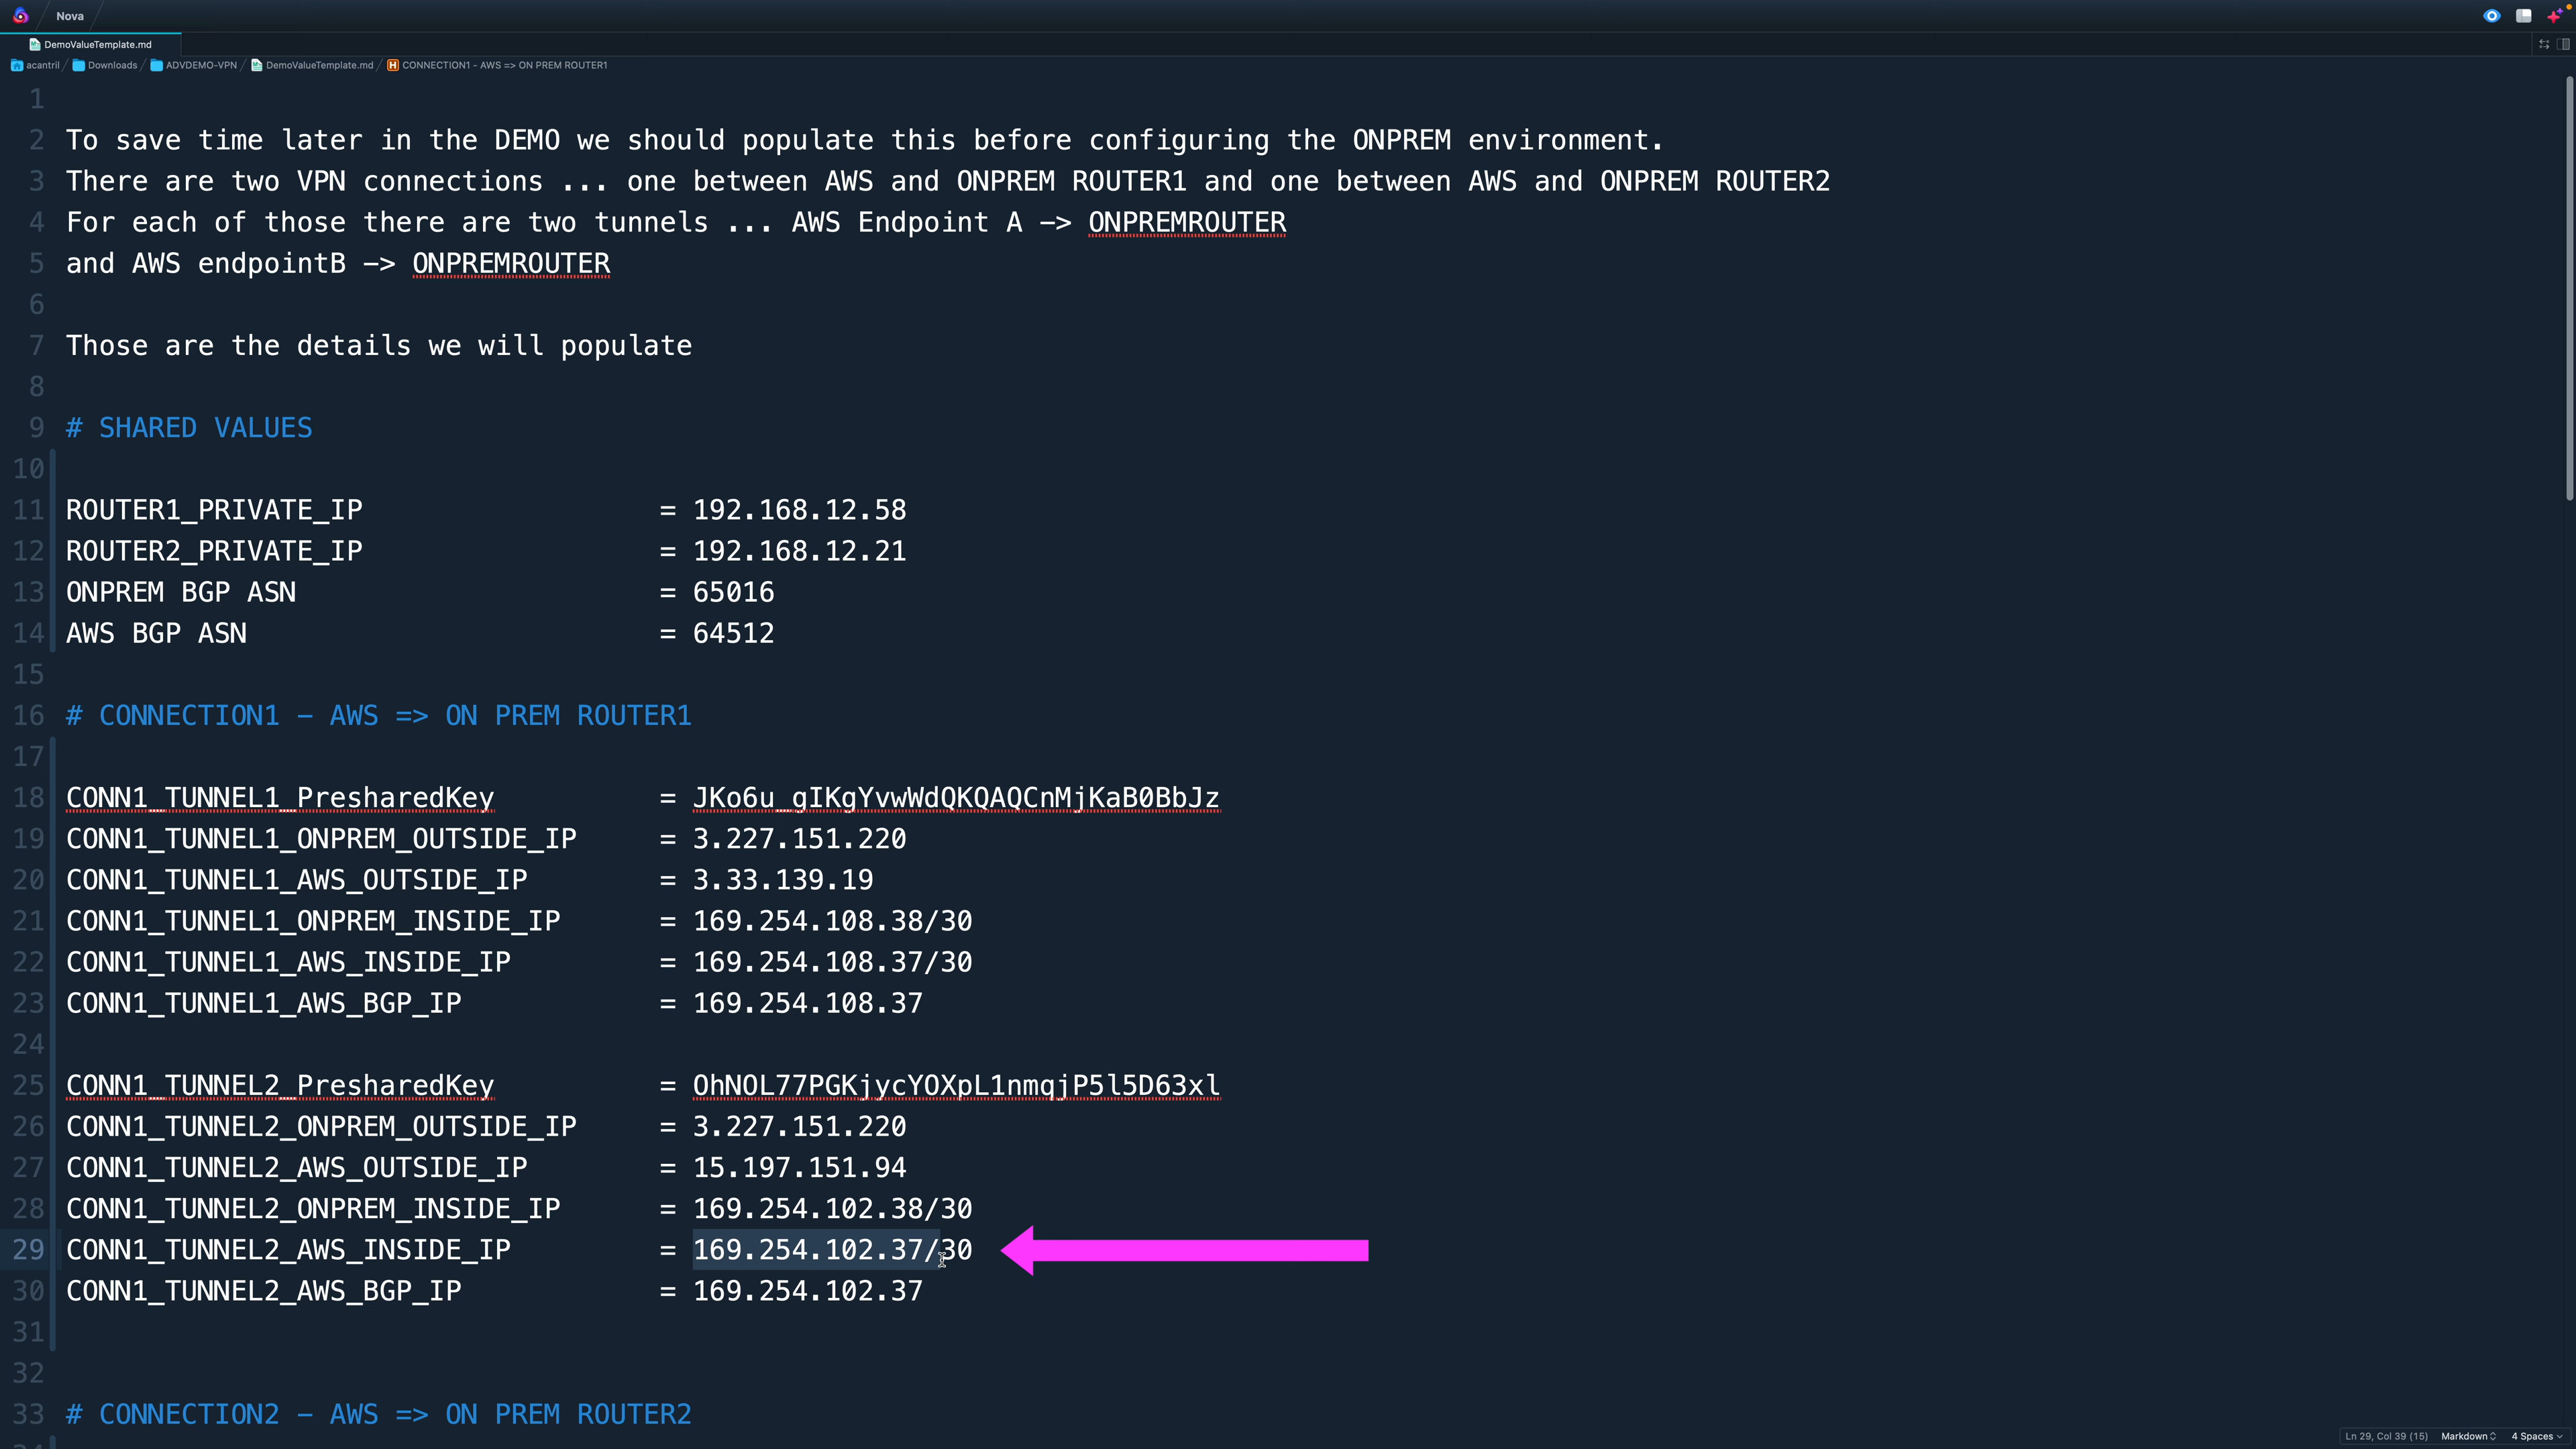 Nova
DemoValueTemplate.md
acantril / Downloads / ADVDEMO-VPN / DemoValueTemplate.md / H CONNECTION1 - AWS => ON PREM ROUTER1
1
2 To save time later in the DEMO we should populate this before configuring the ONPREM environment.
3 There are two VPN connections ... one between AWS and ONPREM ROUTER1 and one between AWS and ONPREM ROUTER2
4 For each of those there are two tunnels ... AWS Endpoint A -> ONPREMROUTER
5 and AWS endpointB -> ONPREMROUTER
6
7 Those are the details we will populate
8
9 # SHARED VALUES
10
11 ROUTER1_PRIVATE_IP = 192.168.12.58
12 ROUTER2_PRIVATE_IP = 192.168.12.21
13 ONPREM BGP ASN = 65016
14 AWS BGP ASN = 64512
15
16 # CONNECTION1 - AWS => ON PREM ROUTER1
17
18 CONN1_TUNNEL1_PresharedKey = JKo6u_gIKgYvwWdQKQAQCnMjKaB0BbJz
19 CONN1_TUNNEL1_ONPREM_OUTSIDE_IP = 3.227.151.220
20 CONN1_TUNNEL1_AWS_OUTSIDE_IP = 3.33.139.19
21 CONN1_TUNNEL1_ONPREM_INSIDE_IP = 169.254.108.38/30
22 CONN1_TUNNEL1_AWS_INSIDE_IP = 169.254.108.37/30
23 CONN1_TUNNEL1_AWS_BGP_IP = 169.254.108.37
24
25 CONN1_TUNNEL2_PresharedKey = OhNOL77PGKjycYOXpL1nmqjP5l5D63xl
26 CONN1_TUNNEL2_ONPREM_OUTSIDE_IP = 3.227.151.220
27 CONN1_TUNNEL2_AWS_OUTSIDE_IP = 15.197.151.94
28 CONN1_TUNNEL2_ONPREM_INSIDE_IP = 169.254.102.38/30
29 CONN1_TUNNEL2_AWS_INSIDE_IP = 169.254.102.37/30
30 CONN1_TUNNEL2_AWS_BGP_IP = 169.254.102.37
31
32
33 # CONNECTION2 - AWS => ON PREM ROUTER2
34
Ln 29, Col 39 (15) Markdown 4 Spaces